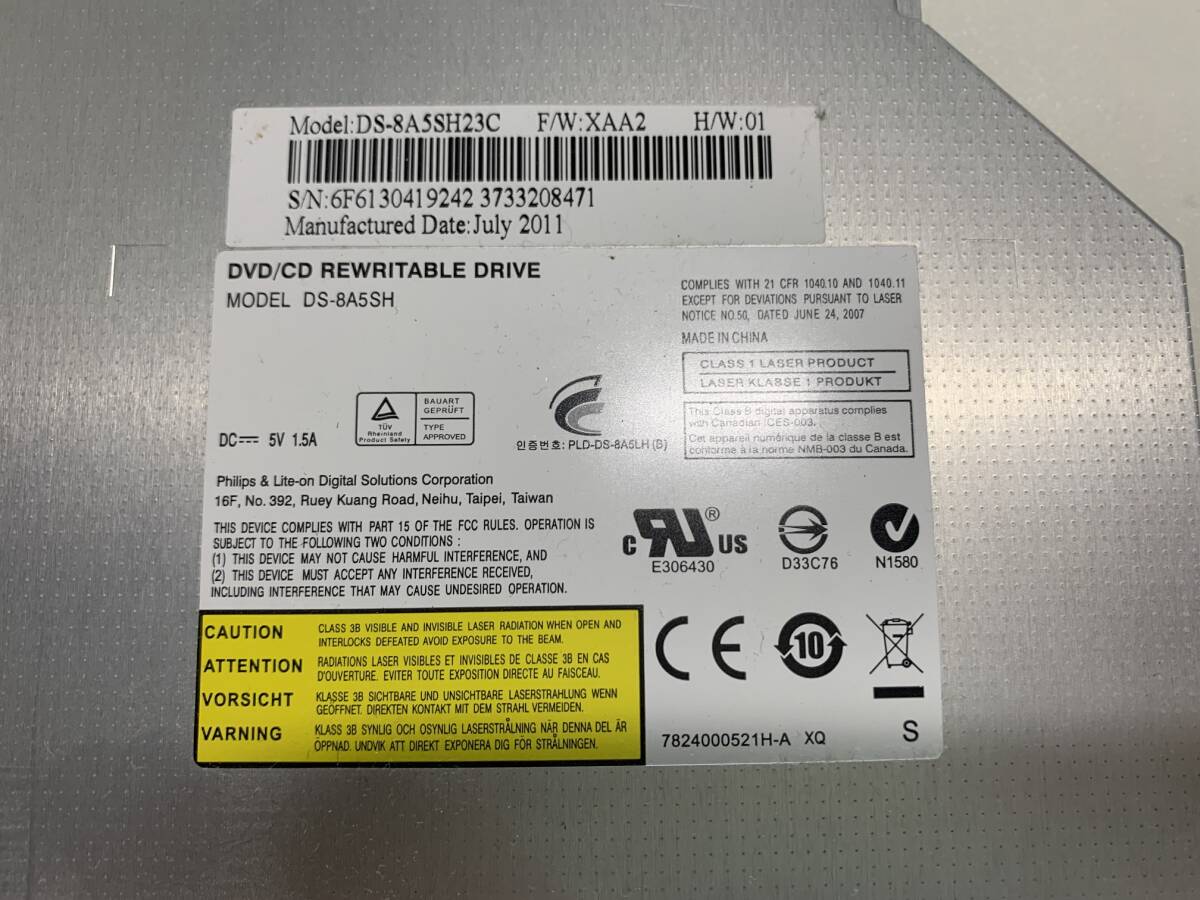 Model:DS-8A5SH23C F/W:XAA2 H/W:01
S/N:6F6130419242 3733208471
Manufactured Date:July 2011
DVD/CD REWRITABLE DRIVE
MODEL DS-8A5SH
COMPLIES WITH 21 CFR 1040.10 AND 1040.11
EXCEPT FOR DEVIATIONS PURSUANT TO LASER
NOTICE NO.50, DATED JUNE 24, 2007
MADE IN CHINA
CLASS 1 LASER PRODUCT
LASER KLASSE 1 PRODUKT
This Class B digital apparatus complies
with Canadian ICES-003.
Cet appareil numérique de la classe B est
conforme à la norme NMB-003 du Canada.
DC 5V 1.5A
TÜV
Rheinland
Product Safety
BAUART
GEPRÜFT
TYPE
APPROVED
인증번호: PLD-DS-8A5LH (B)
Philips & Lite-on Digital Solutions Corporation
16F, No. 392, Ruey Kuang Road, Neihu, Taipei, Taiwan
THIS DEVICE COMPLIES WITH PART 15 OF THE FCC RULES. OPERATION IS
SUBJECT TO THE FOLLOWING TWO CONDITIONS :
(1) THIS DEVICE MAY NOT CAUSE HARMFUL INTERFERENCE, AND
(2) THIS DEVICE MUST ACCEPT ANY INTERFERENCE RECEIVED,
INCLUDING INTERFERENCE THAT MAY CAUSE UNDESIRED OPERATION.
c RU ® US
E306430
D33C76
N1580
CAUTION CLASS 3B VISIBLE AND INVISIBLE LASER RADIATION WHEN OPEN AND
INTERLOCKS DEFEATED AVOID EXPOSURE TO THE BEAM.
ATTENTION RADIATIONS LASER VISIBLES ET INVISIBLES DE CLASSE 3B EN CAS
D'OUVERTURE. EVITER TOUTE EXPOSITION DIRECTE AU FAISCEAU.
VORSICHT KLASSE 3B SICHTBARE UND UNSICHTBARE LASERSTRAHLUNG WENN
GEÖFFNET. DIREKTEN KONTAKT MIT DEM STRAHL VERMEIDEN.
VARNING KLASS 3B SYNLIG OCH OSYNLIG LASERSTRÅLNING NÄR DENNA DEL ÄR
ÖPPNAD. UNDVIK ATT DIREKT EXPONERA DIG FÖR STRÅLNINGEN.
CE
10
7824000521H-A XQ
S